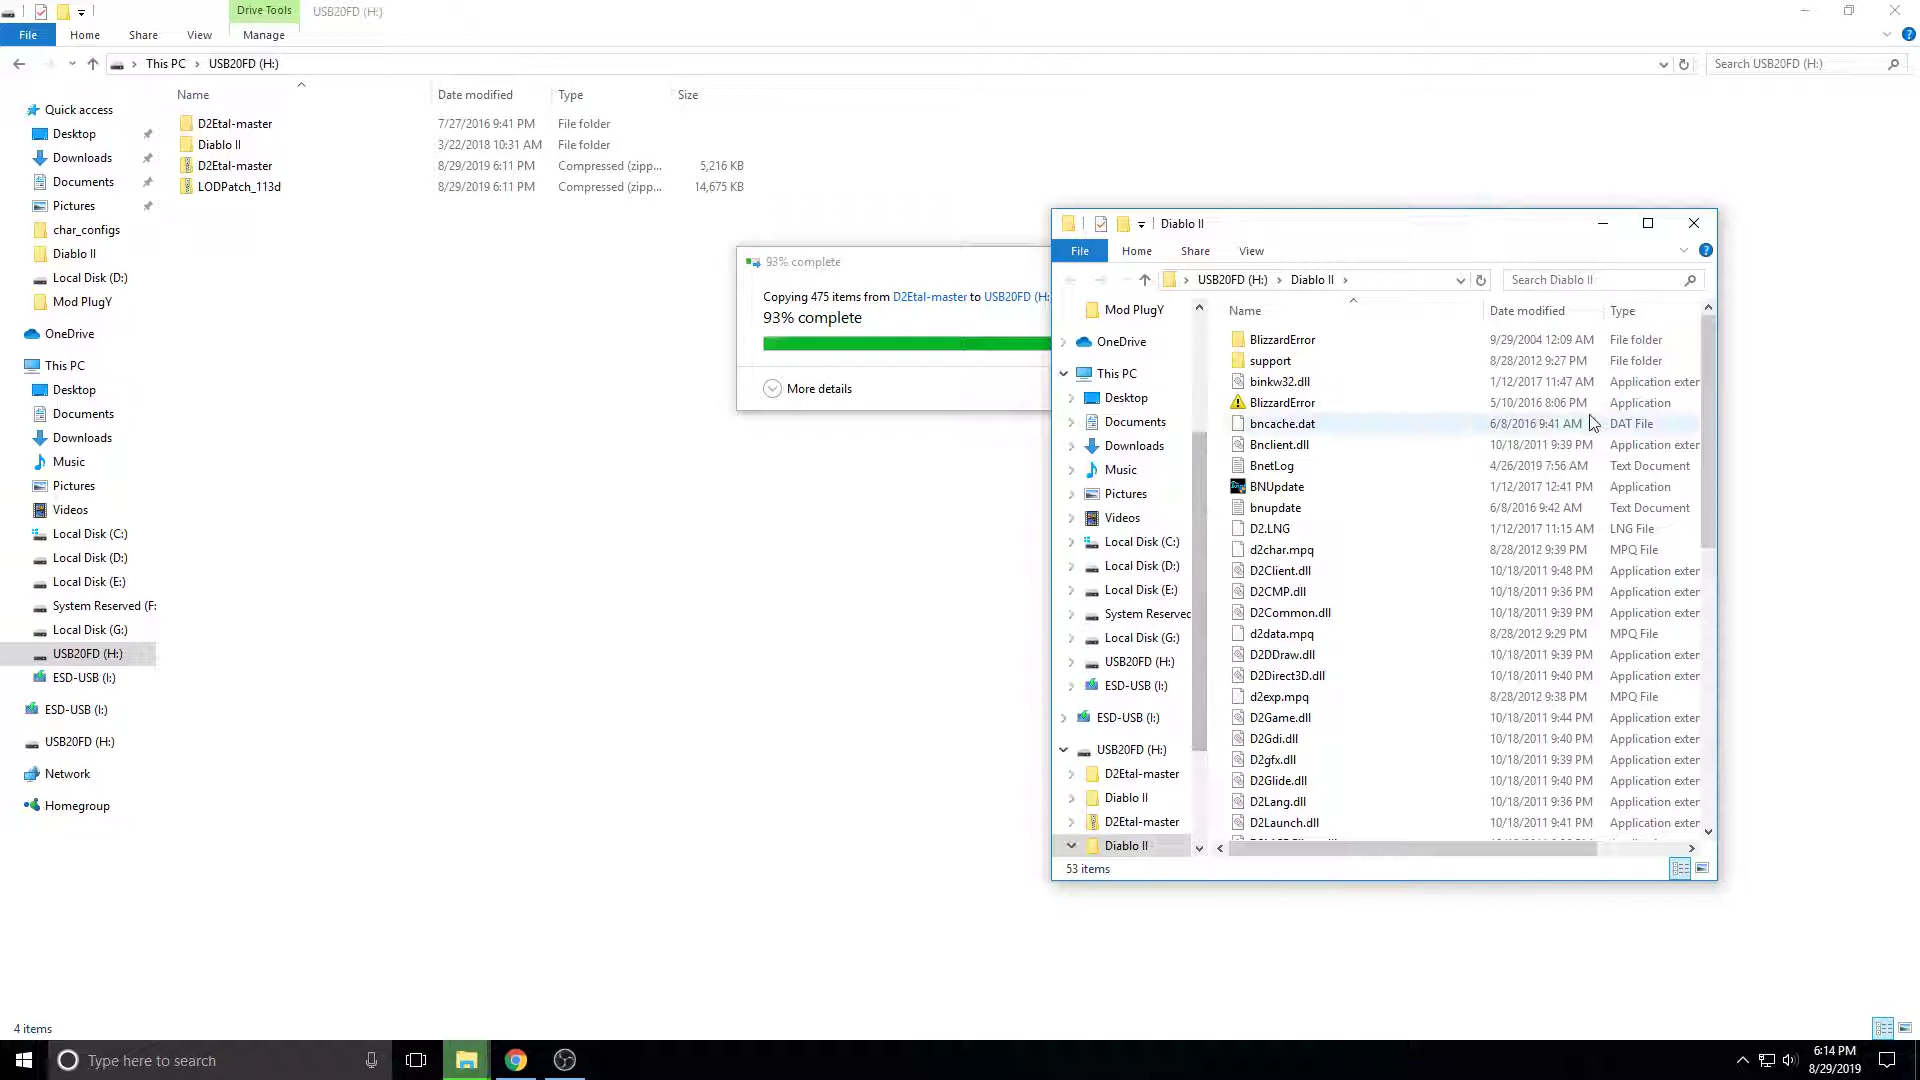 Drive Tools USB20FD (H:)
File Home Share View Manage
This PC USB20FD (H:) Search USB20FD (H:)
Name Date modified Type Size
D2Etal-master 7/27/2016 9:41 PM File folder
Diablo II 3/22/2018 10:31 AM File folder
D2Etal-master 8/29/2019 6:11 PM Compressed (zipp... 5,216 KB
LODPatch_113d 8/29/2019 6:11 PM Compressed (zipp... 14,675 KB
Quick access
Desktop
Downloads
Documents
Pictures
char_configs
Diablo II
Local Disk (D:)
Mod PlugY
OneDrive
This PC
Desktop
Documents
Downloads
Music
Pictures
Videos
Local Disk (C:)
Local Disk (D:)
Local Disk (E:)
System Reserved (F:
Local Disk (G:)
USB20FD (H:)
ESD-USB (I:)
ESD-USB (I:)
USB20FD (H:)
Network
Homegroup
4 items
93% complete
Copying 475 items from D2Etal-master to USB20FD (H:)
93% complete
More details
Diablo II
File Home Share View
USB20FD (H:) Diablo II Search Diablo II
Mod PlugY
OneDrive
This PC
Desktop
Documents
Downloads
Music
Pictures
Videos
Local Disk (C:)
Local Disk (D:)
Local Disk (E:)
System Reserved
Local Disk (G:)
USB20FD (H:)
ESD-USB (I:)
ESD-USB (I:)
USB20FD (H:)
D2Etal-master
Diablo II
D2Etal-master
Diablo II
Name Date modified Type
BlizzardError 9/29/2004 12:09 AM File folder
support 8/28/2012 9:27 PM File folder
binkw32.dll 1/12/2017 11:47 AM Application exter
BlizzardError 5/10/2016 8:06 PM Application
bncache.dat 6/8/2016 9:41 AM DAT File
Bnclient.dll 10/18/2011 9:39 PM Application exter
BnetLog 4/26/2019 7:56 AM Text Document
BNUpdate 1/12/2017 12:41 PM Application
bnupdate 6/8/2016 9:42 AM Text Document
D2.LNG 1/12/2017 11:15 AM LNG File
d2char.mpq 8/28/2012 9:39 PM MPQ File
D2Client.dll 10/18/2011 9:48 PM Application exter
D2CMP.dll 10/18/2011 9:36 PM Application exter
D2Common.dll 10/18/2011 9:39 PM Application exter
d2data.mpq 8/28/2012 9:29 PM MPQ File
D2DDraw.dll 10/18/2011 9:39 PM Application exter
D2Direct3D.dll 10/18/2011 9:40 PM Application exter
d2exp.mpq 8/28/2012 9:38 PM MPQ File
D2Game.dll 10/18/2011 9:44 PM Application exter
D2Gdi.dll 10/18/2011 9:40 PM Application exter
D2gfx.dll 10/18/2011 9:39 PM Application exter
D2Glide.dll 10/18/2011 9:40 PM Application exter
D2Lang.dll 10/18/2011 9:36 PM Application exter
D2Launch.dll 10/18/2011 9:41 PM Application exter
53 items
Type here to search
6:14 PM
8/29/2019